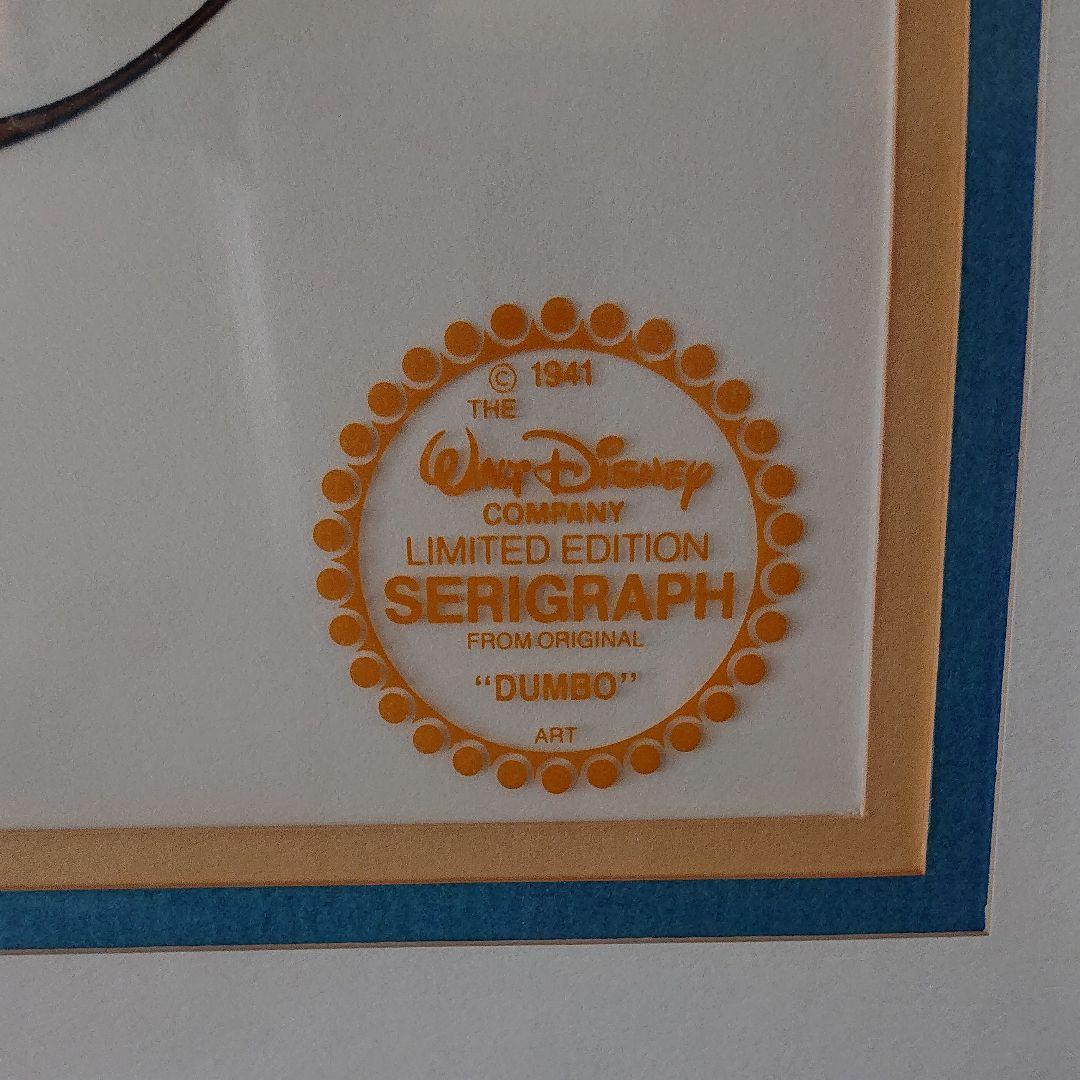 © 1941
THE
WALT DISNEY
COMPANY
LIMITED EDITION
SERIGRAPH
FROM ORIGINAL
“DUMBO”
ART